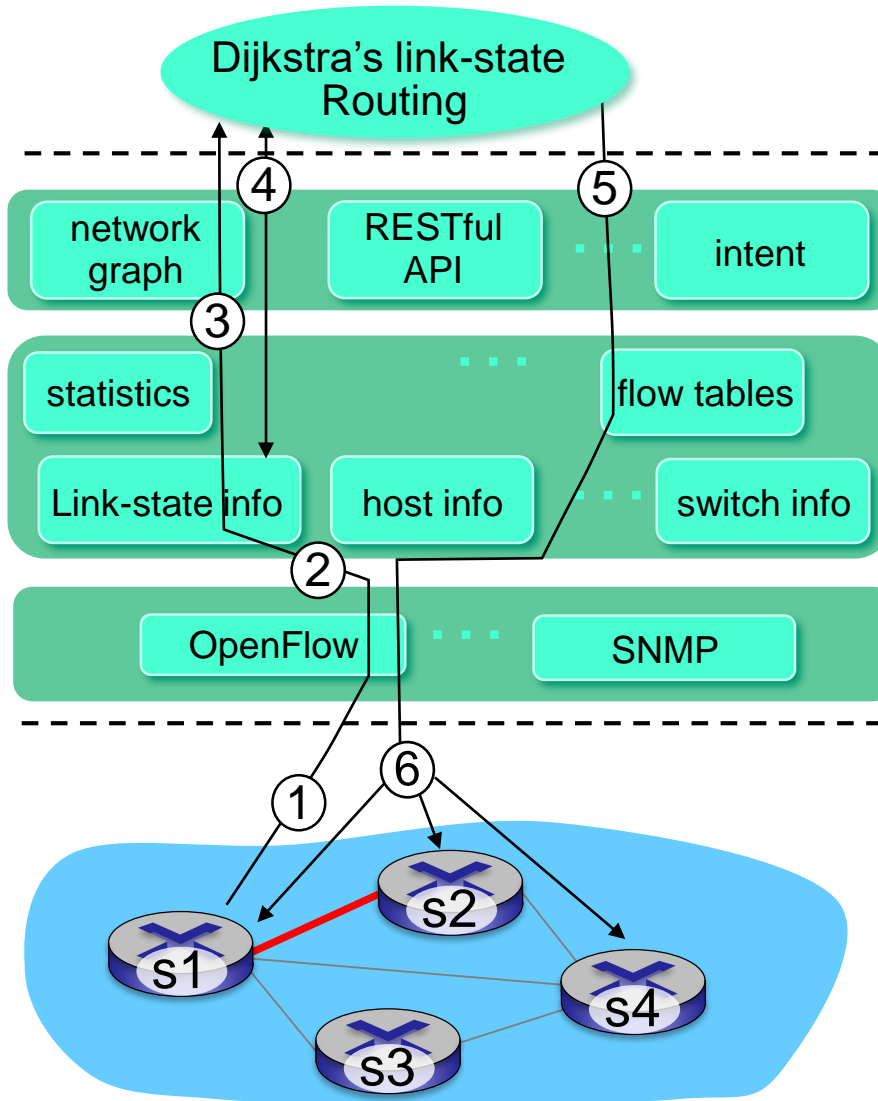 Dijkstra’s link-state
Routing
4
5
network
graph
RESTful
API
intent
3
statistics
flow tables
Link-state info
host info
switch info
2
OpenFlow
SNMP
6
1
s2
s1
s4
s3